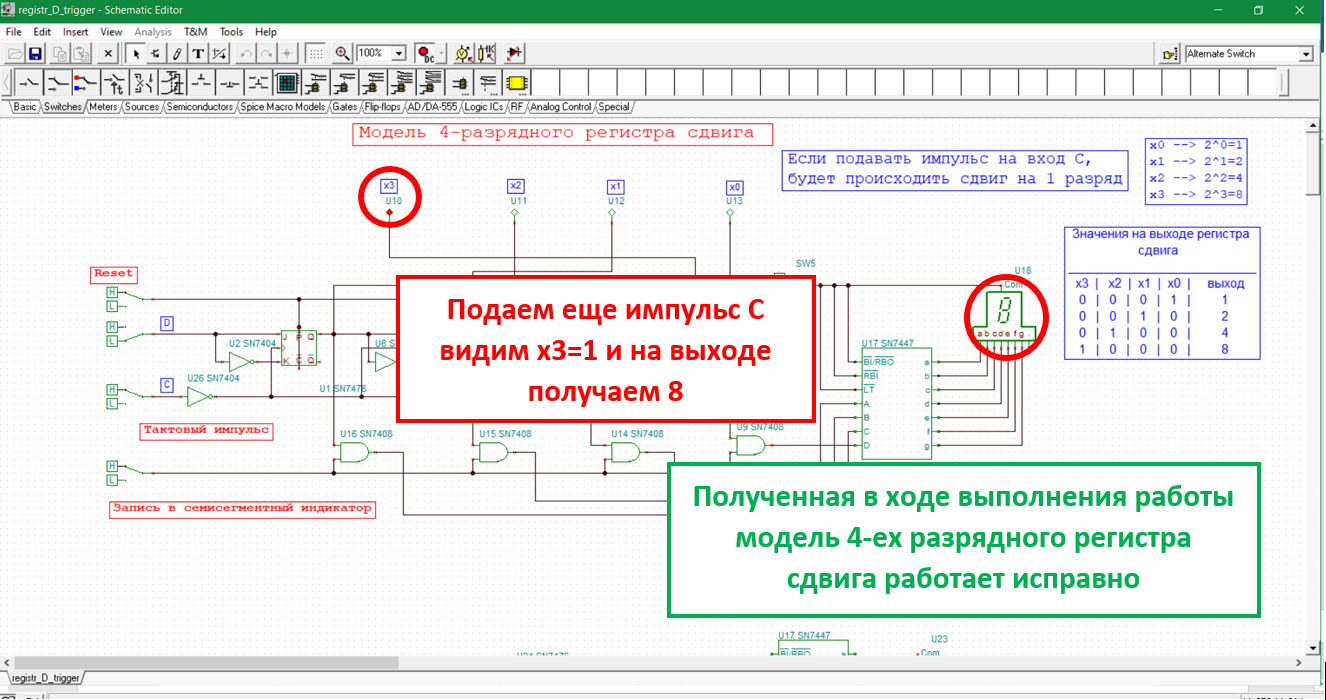 registr_D_trigger - Schematic Editor
File Edit Insert View Analysis T&M Tools Help
100% DC 1K Alternate Switch
Basic Switches Meters Sources Semiconductors Spice Macro Models Gates Flip-flops AD/DA-555 Logic ICs RF Analog Control Special
Модель 4-разрядного регистра сдвига
Если подавать импульс на вход С,
будет происходить сдвиг на 1 разряд
x0 --> 2^0=1
x1 --> 2^1=2
x2 --> 2^2=4
x3 --> 2^3=8
x3 x2 x1 x0
U10 U11 U12 U13
Значения на выходе регистра
сдвига
x3 | x2 | x1 | x0 | выход
0 | 0 | 0 | 1 | 1
0 | 0 | 1 | 0 | 2
0 | 1 | 0 | 0 | 4
1 | 0 | 0 | 0 | 8
SW5
U18
Com
a b c d e f g
Reset
H
L
H
L
D
U2 SN7404
J P Q
K C Q
U1 SN7476
H
L
C
U26 SN7404
Тактовый импульс
Подаем еще импульс С
видим x3=1 и на выходе
получаем 8
U17 SN7447
BI/RBO a
RBI b
LT c
A d
B e
C f
D g
U16 SN7408 U15 SN7408 U14 SN7408 U9 SN7408
H
L
Запись в семисегментный индикатор
Полученная в ходе выполнения работы
модель 4-ех разрядного регистра
сдвига работает исправно
U17 SN7447
BI/RBO a
U23
Com
registr_D_trigger